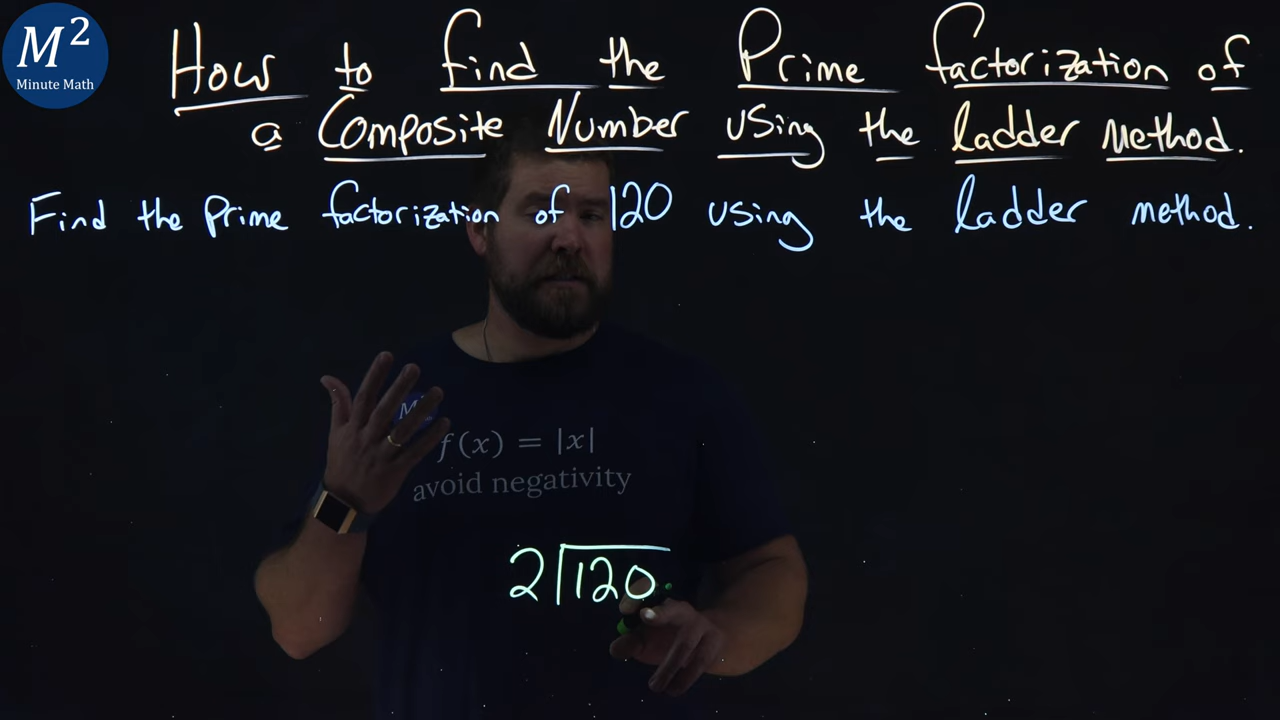 M²
Minute Math
How to find the Prime factorization of
a Composite Number using the ladder method.
Find the Prime factorization of 120 using the ladder method.
M²
f(x) = |x|
avoid negativity
2 120